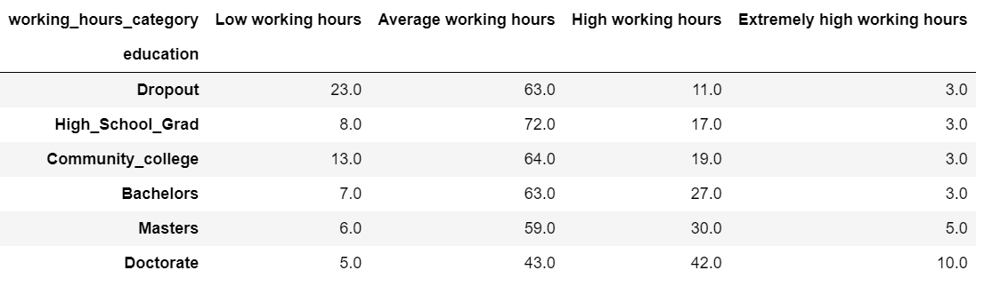 working_hours_category Low working hours Average working hours High working hours Extremely high working hours
education
Dropout 23.0 63.0 11.0 3.0
High_School_Grad 8.0 72.0 17.0 3.0
Community_college 13.0 64.0 19.0 3.0
Bachelors 7.0 63.0 27.0 3.0
Masters 6.0 59.0 30.0 5.0
Doctorate 5.0 43.0 42.0 10.0